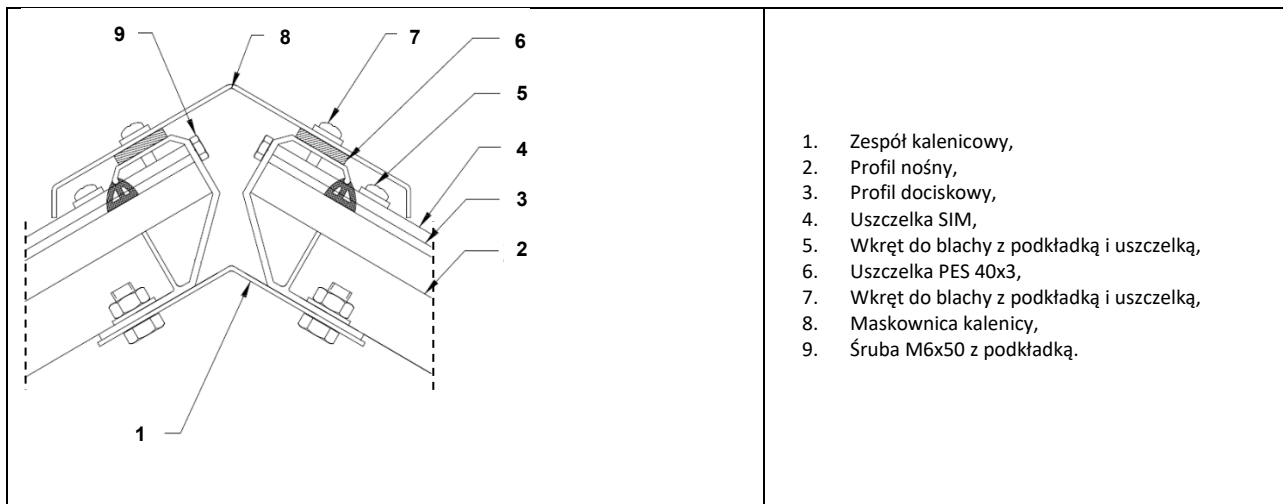 9
8
7
6
5
4
3
2
1
1. Zespół kalenicowy,
2. Profil nośny,
3. Profil dociskowy,
4. Uszczelka SIM,
5. Wkręt do blachy z podkładką i uszczelką,
6. Uszczelka PES 40x3,
7. Wkręt do blachy z podkładką i uszczelką,
8. Maskownica kalenicy,
9. Śruba M6x50 z podkładką.